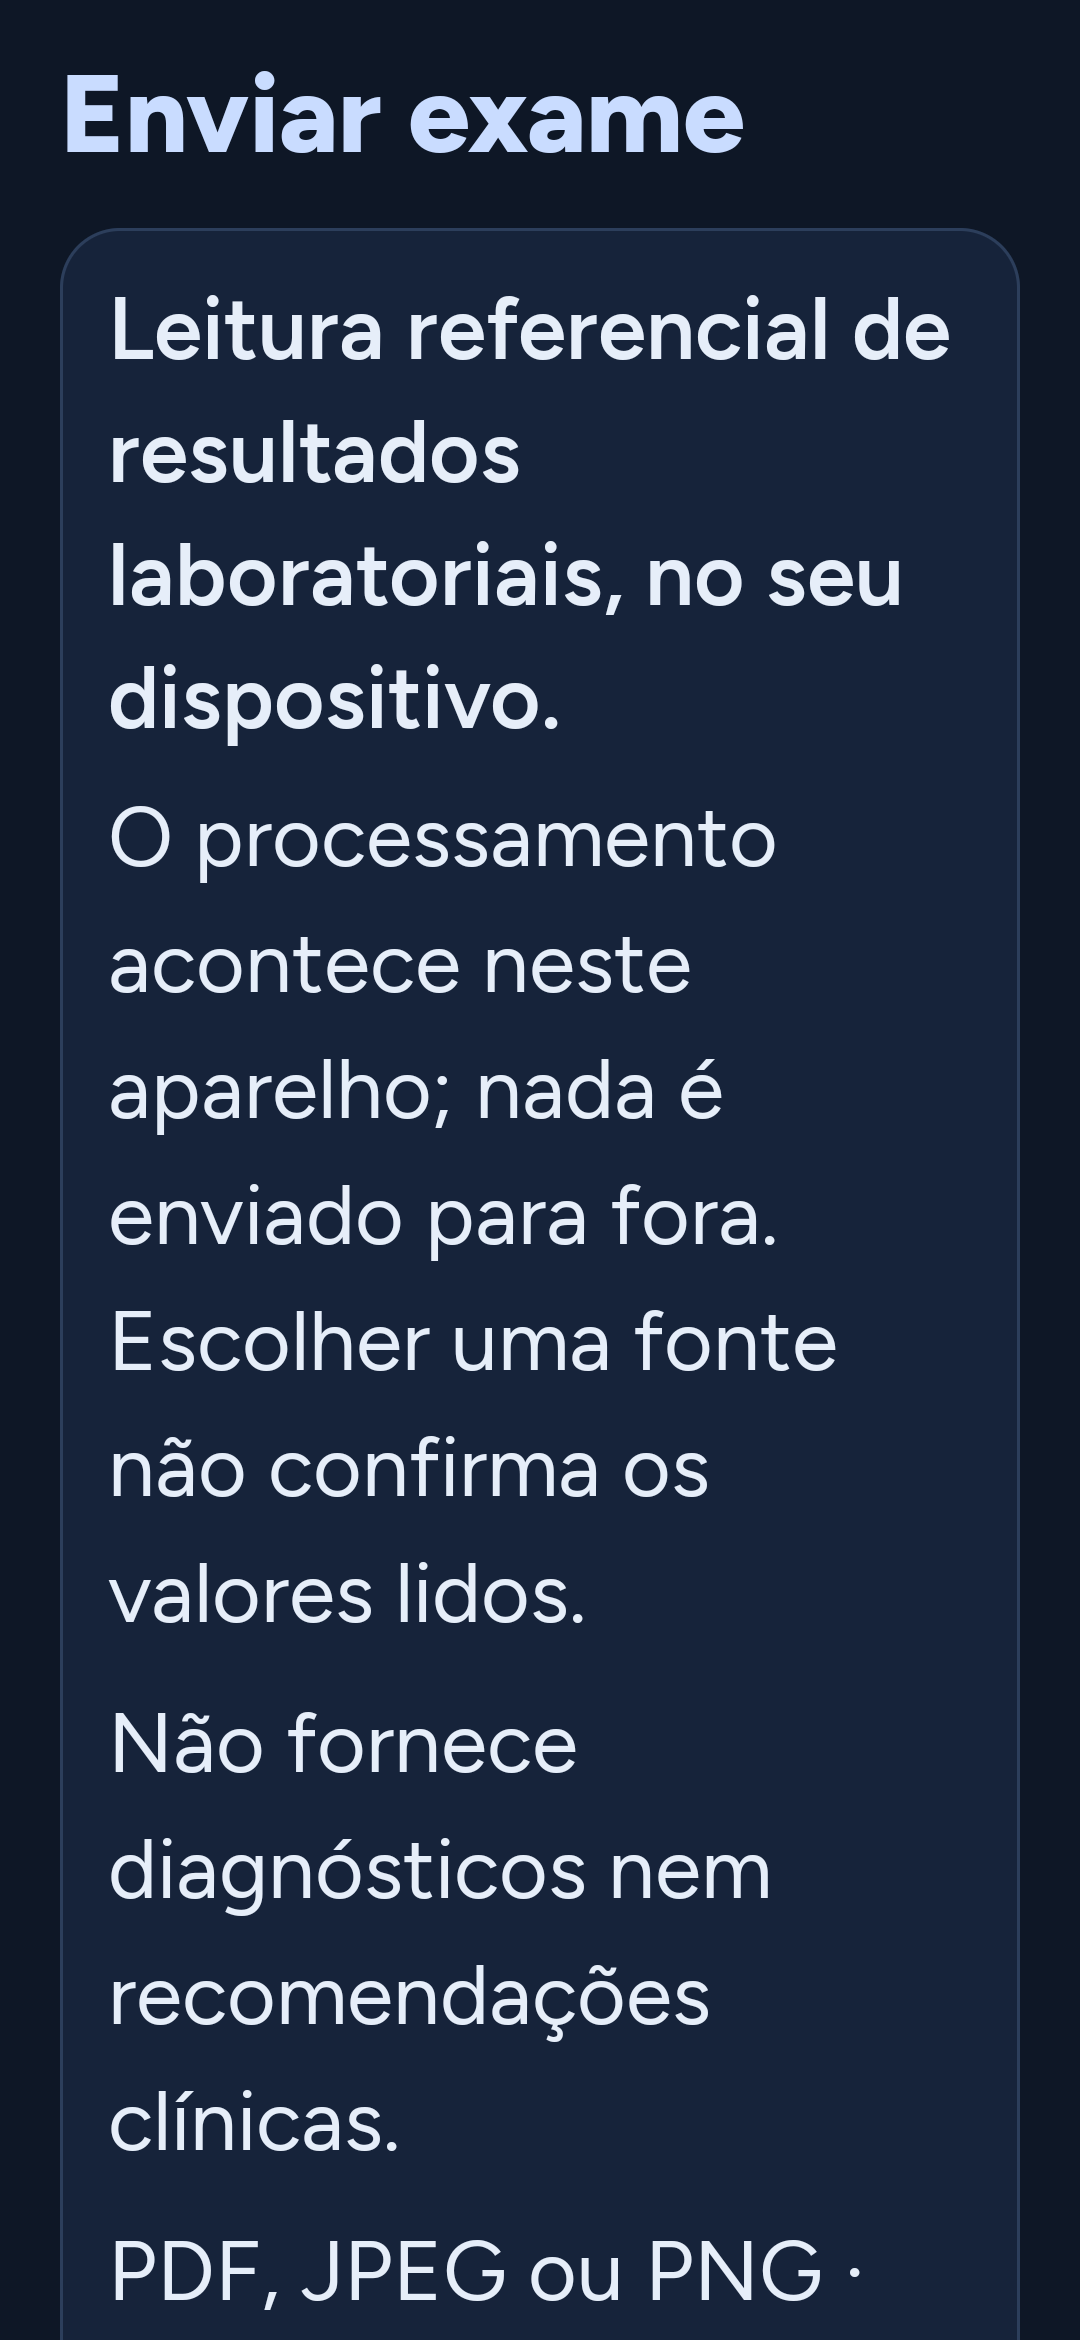 Enviar exame
Leitura referencial de
resultados
laboratoriais, no seu
dispositivo.
O processamento
acontece neste
aparelho; nada é
enviado para fora.
Escolher uma fonte
não confirma os
valores lidos.
Não fornece
diagnósticos nem
recomendações
clínicas.
PDF, JPEG ou PNG ·